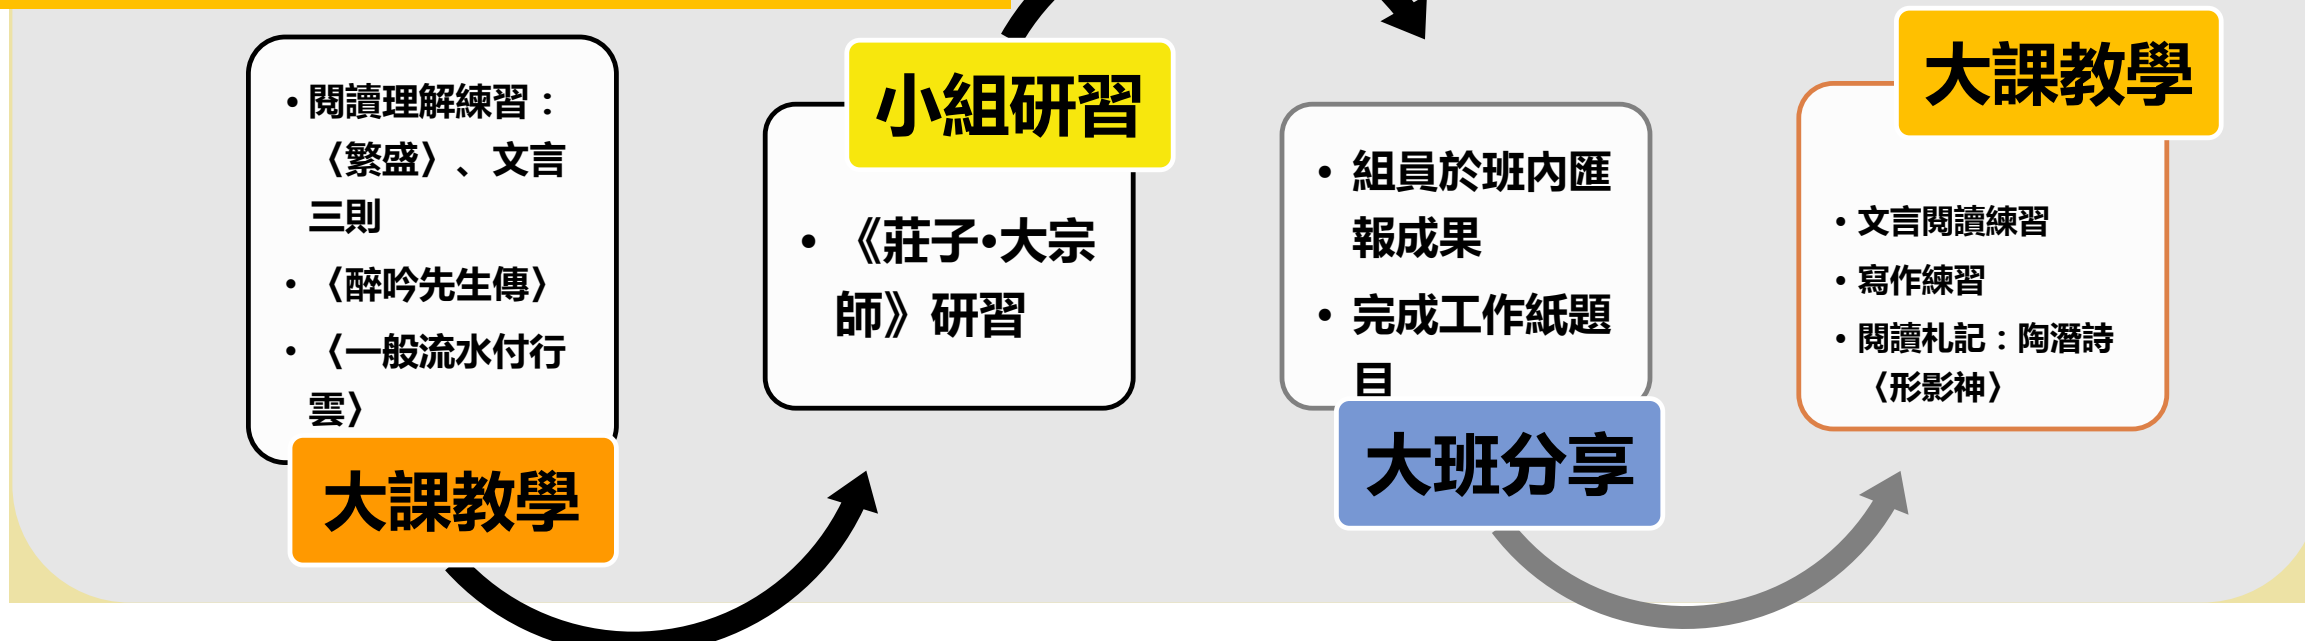 • 閱讀理解練習：
〈繁盛〉、文言
三則
• 〈醉吟先生傳〉
• 〈一般流水付行
雲〉
大課教學
小組研習
• 《莊子•大宗
師》研習
• 組員於班內匯
報成果
• 完成工作紙題
目
大班分享
大課教學
• 文言閱讀練習
• 寫作練習
• 閱讀札記：陶潛詩
〈形影神〉